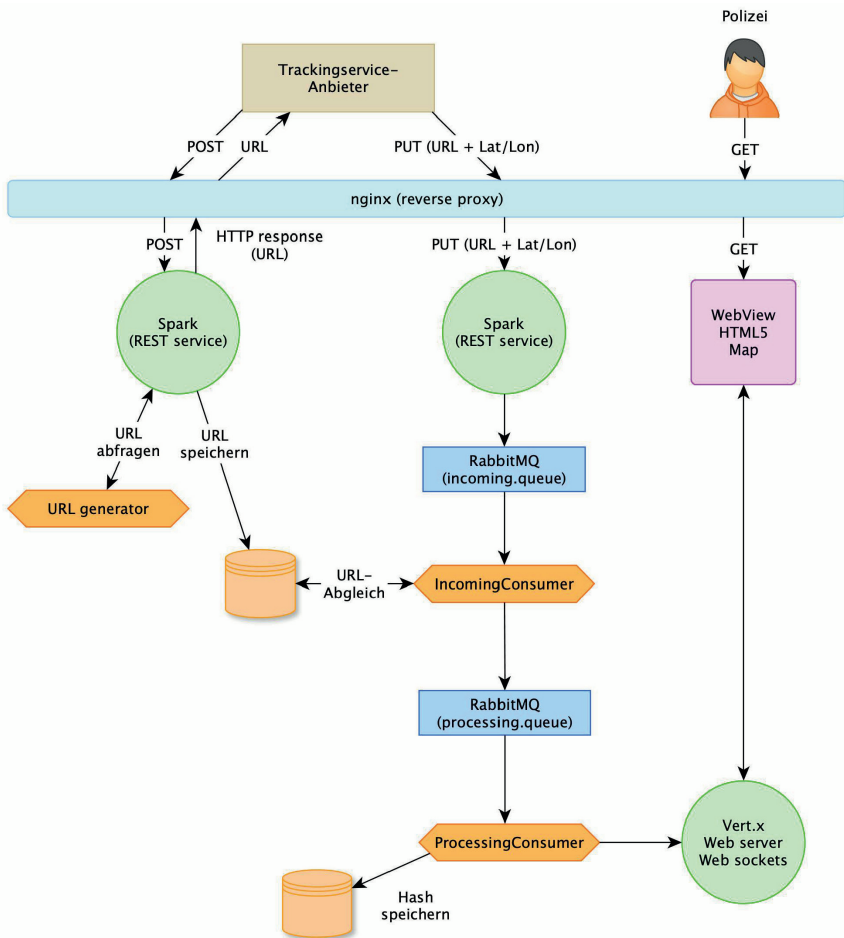 Polizei
Trackingservice-
Anbieter
POST
URL
PUT (URL + Lat/Lon)
GET
nginx (reverse proxy)
POST
HTTP response
(URL)
PUT (URL + Lat/Lon)
GET
Spark
(REST service)
Spark
(REST service)
WebView
HTML5
Map
URL
abfragen
URL
speichern
RabbitMQ
(incoming.queue)
URL generator
URL-
Abgleich
IncomingConsumer
RabbitMQ
(processing.queue)
ProcessingConsumer
Vert.x
Web server
Web sockets
Hash
speichern